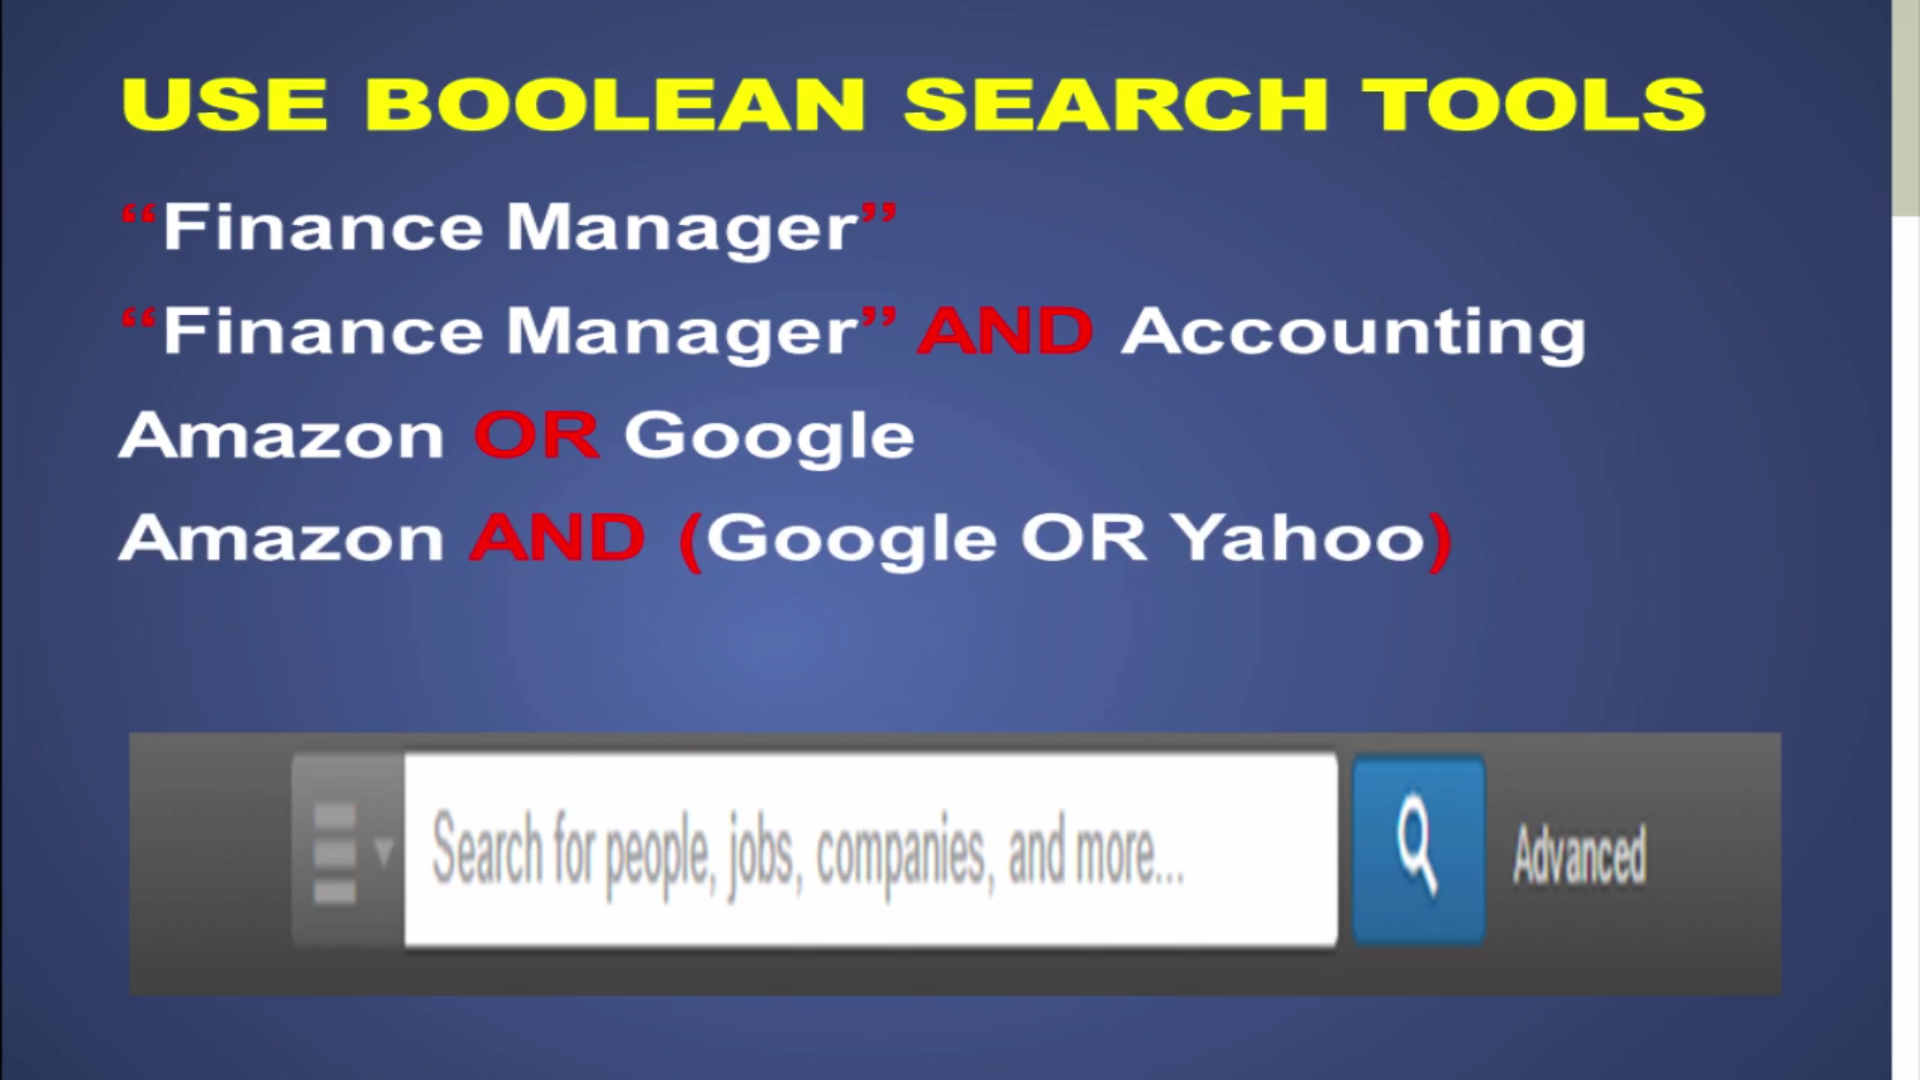 USE BOOLEAN SEARCH TOOLS
“Finance Manager”
“Finance Manager” AND Accounting
Amazon OR Google
Amazon AND (Google OR Yahoo)
Search for people, jobs, companies, and more...
Advanced